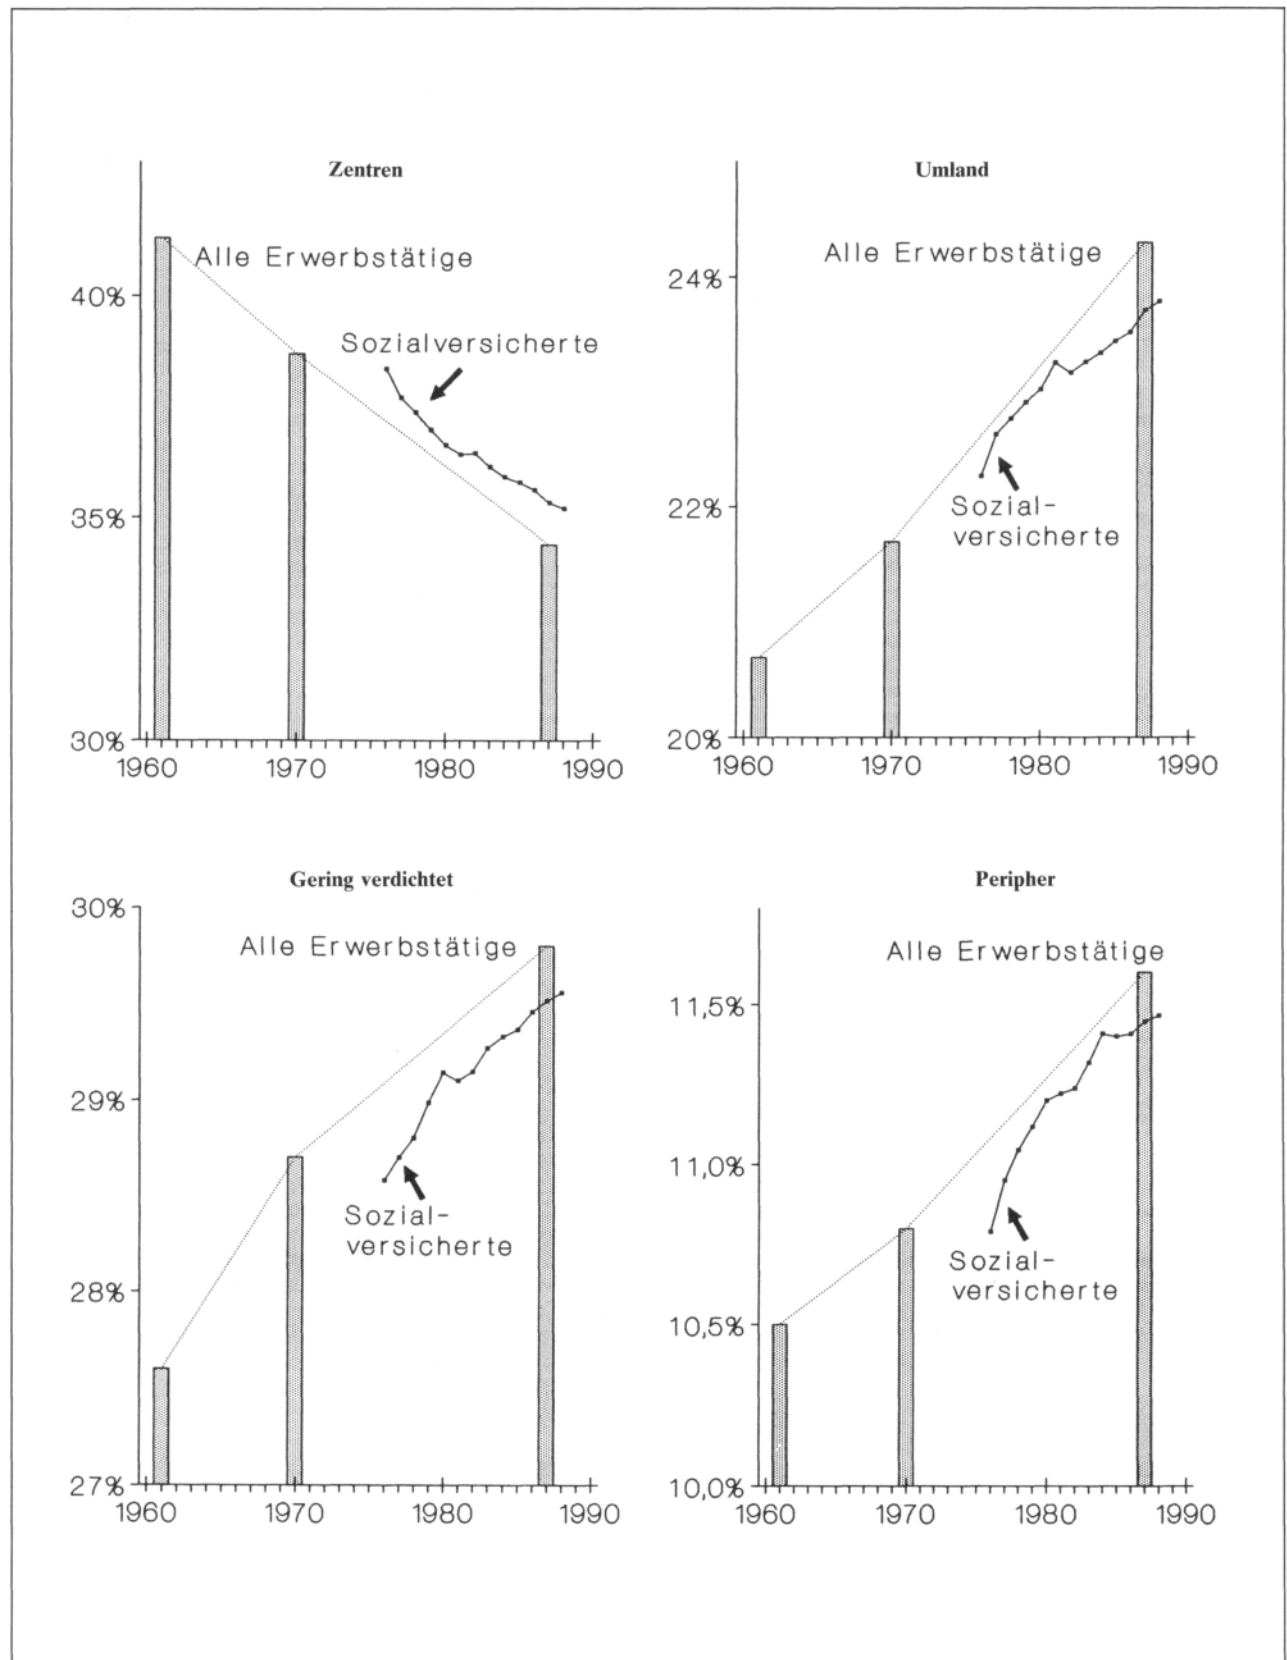 Zentren
Alle Erwerbstätige
40%
Sozialversicherte
35%
30%
1960 1970 1980 1990
Umland
Alle Erwerbstätige
24%
22%
Sozial-
versicherte
20%
1960 1970 1980 1990
Gering verdichtet
30%
Alle Erwerbstätige
29%
Sozial-
versicherte
28%
27%
1960 1970 1980 1990
Peripher
Alle Erwerbstätige
11,5%
11,0%
Sozial-
versicherte
10,5%
10,0%
1960 1970 1980 1990